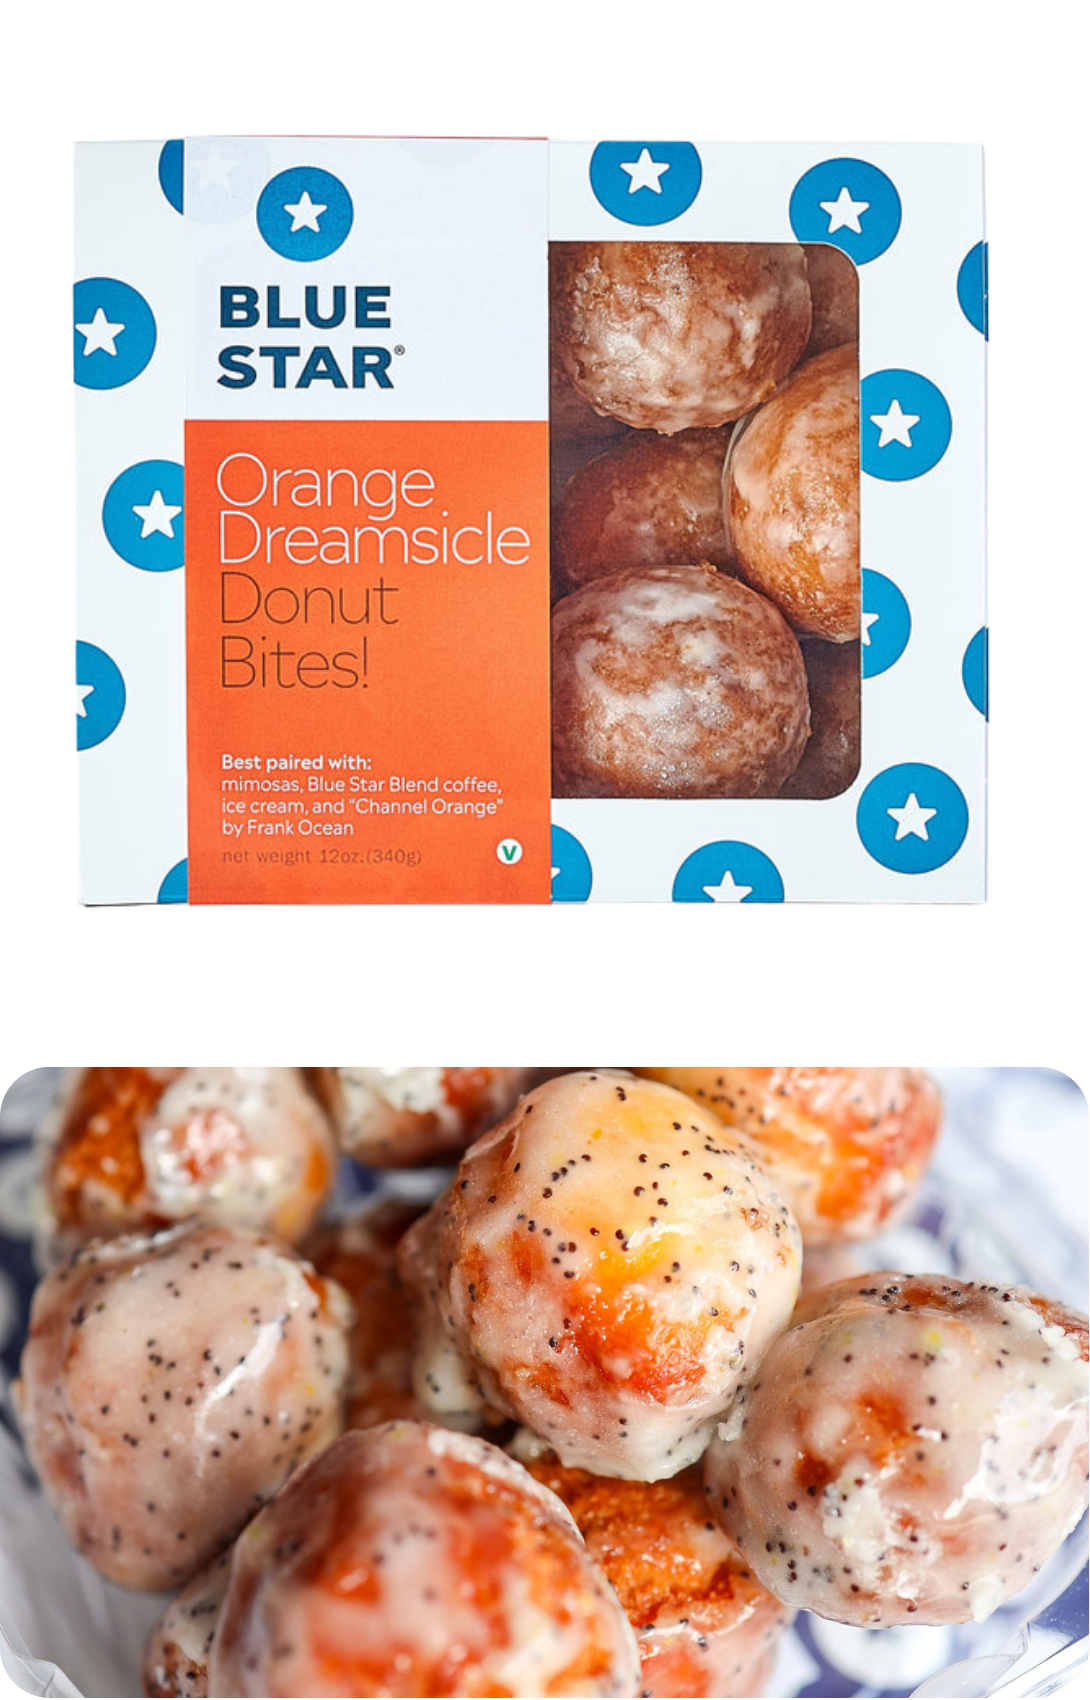 BLUE
STAR®
Orange
Dreamsicle
Donut
Bites!
Best paired with:
mimosas, Blue Star Blend coffee,
ice cream, and “Channel Orange”
by Frank Ocean
net weight 12oz.(340g)
V